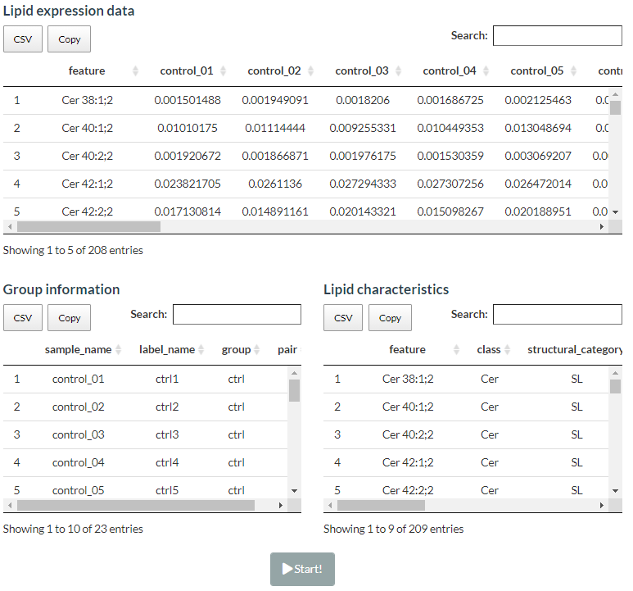 Lipid expression data
CSV Copy Search:
feature control_01 control_02 control_03 control_04 control_05
1 Cer 38:1;2 0.001501488 0.001949091 0.0018206 0.001686725 0.002125463 0.0
2 Cer 40:1;2 0.01010175 0.01114444 0.009255331 0.010449353 0.013048694 0.
3 Cer 40:2;2 0.001920672 0.001866871 0.001976175 0.001530359 0.003069207 0.0
4 Cer 42:1;2 0.023821705 0.0261136 0.027294333 0.027307256 0.026472014 0.0
5 Cer 42:2;2 0.017130814 0.014891161 0.020143321 0.015098267 0.020188951 0.0
Showing 1 to 5 of 208 entries
Group information
CSV Copy Search:
sample_name label_name group pair
1 control_01 ctrl1 ctrl
2 control_02 ctrl2 ctrl
3 control_03 ctrl3 ctrl
4 control_04 ctrl4 ctrl
5 control_05 ctrl5 ctrl
Showing 1 to 10 of 23 entries
Lipid characteristics
CSV Copy Search:
feature class structural_category
1 Cer 38:1;2 Cer SL
2 Cer 40:1;2 Cer SL
3 Cer 40:2;2 Cer SL
4 Cer 42:1;2 Cer SL
5 Cer 42:2;2 Cer SL
Showing 1 to 9 of 209 entries
Start!